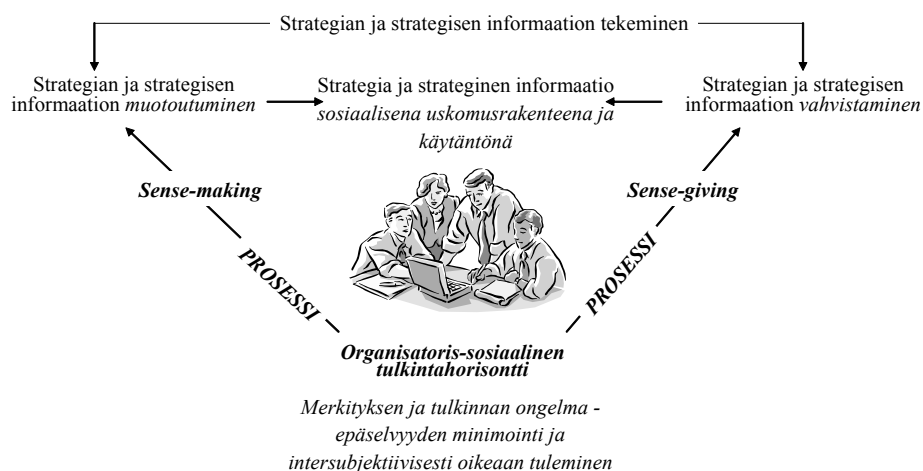 Strategian ja strategisen informaation tekeminen
Strategian ja strategisen
informaation muotoutuminen
Strategia ja strateginen informaatio
sosiaalisena uskomusrakenteena ja
käytäntönä
Strategian ja strategisen
informaation vahvistaminen
Sense-making
Sense-giving
PROSESSI
PROSESSI
Organisatoris-sosiaalinen
tulkintahorisontti
Merkityksen ja tulkinnan ongelma -
epäselvyyden minimointi ja
intersubjektiivisesti oikeaan tuleminen